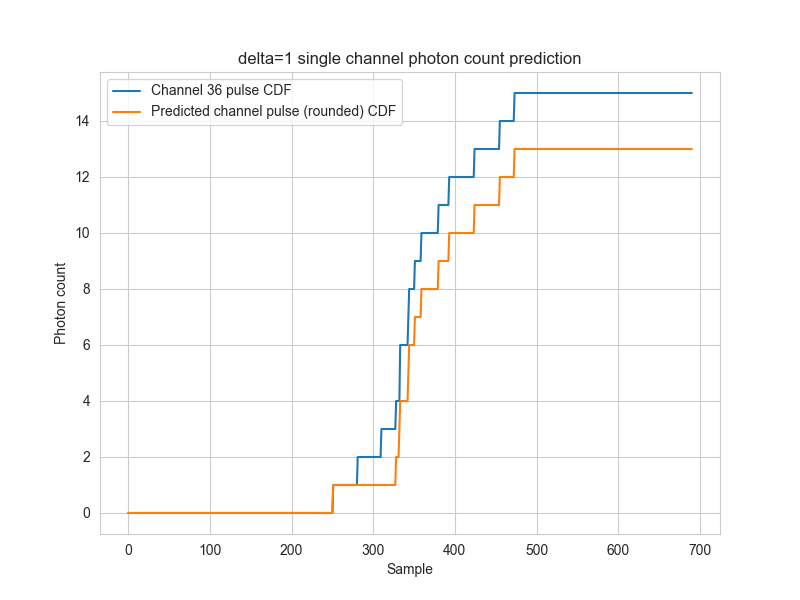 delta=1 single channel photon count prediction
Channel 36 pulse CDF
Predicted channel pulse (rounded) CDF
14
12
10
8
6
4
2
0
Photon count
0 100 200 300 400 500 600 700
Sample